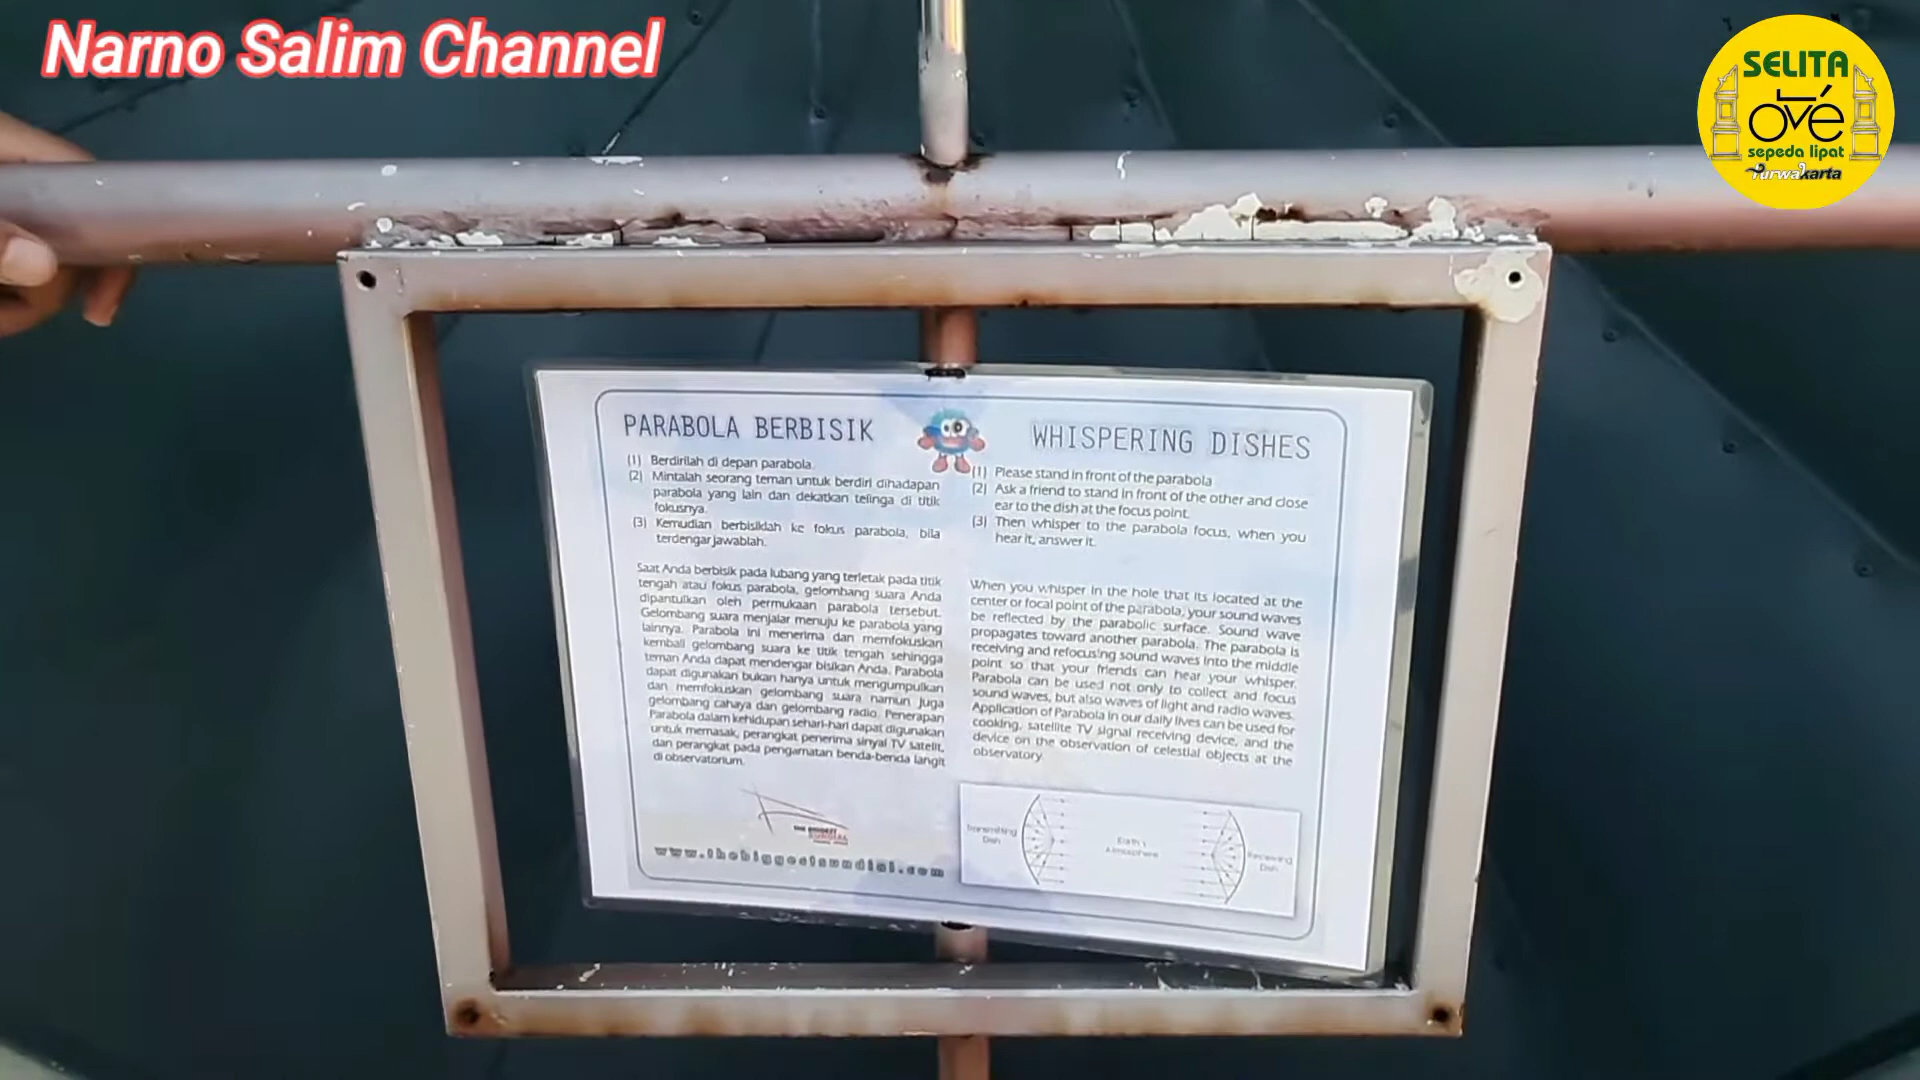 Narno Salim Channel
SELITA
ové
sepeda lipat
Purwakarta
PARABOLA BERBISIK
(1) Berdirilah di depan parabola.
(2) Mintalah seorang teman untuk berdiri dihadapan
parabola yang lain dan dekatkan telinga di titik
fokusnya.
(3) Kemudian berbisiklah ke fokus parabola, bila
terdengar jawablah.
Saat Anda berbisik pada lubang yang terletak pada titik
tengah atau fokus parabola, gelombang suara Anda
dipantulkan oleh permukaan parabola tersebut.
Gelombang suara menjalar menuju ke parabola yang
lainnya. Parabola ini menerima dan memfokuskan
kembali gelombang suara ke titik tengah sehingga
teman Anda dapat mendengar bisikan Anda. Parabola
dapat digunakan bukan hanya untuk mengumpulkan
dan memfokuskan gelombang suara namun juga
gelombang cahaya dan gelombang radio. Penerapan
Parabola dalam kehidupan sehari-hari dapat digunakan
untuk memasak, perangkat penerima sinyal TV satelit,
dan perangkat pada pengamatan benda-benda langit
di observatorium.
THE BIGGEST
SUNDIAL
www.thebiggestsundial.com
WHISPERING DISHES
(1) Please stand in front of the parabola
(2) Ask a friend to stand in front of the other and close
ear to the dish at the focus point.
(3) Then whisper to the parabola focus, when you
hear it, answer it.
When you whisper in the hole that its located at the
center or focal point of the parabola, your sound waves
be reflected by the parabolic surface. Sound wave
propagates toward another parabola. The parabola is
receiving and refocusing sound waves into the middle
point so that your friends can hear your whisper.
Parabola can be used not only to collect and focus
sound waves, but also waves of light and radio waves.
Application of Parabola in our daily lives can be used for
cooking, satellite TV signal receiving device, and the
device on the observation of celestial objects at the
observatory
Transmitting
Dish
Earth's
Atmosphere
Receiving
Dish